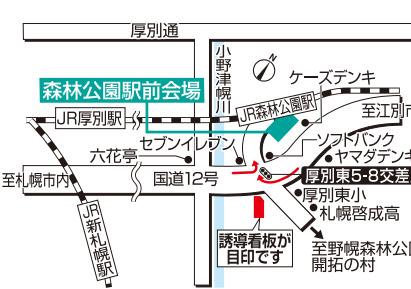 厚別通
小野津幌川
ケーズデンキ
森林公園駅前会場
JR森林公園駅
至江別市
JR厚別駅
セブンイレブン
ソフトバンク
六花亭
ヤマダデンキ
至札幌市内
国道12号
厚別東5-8交差
厚別東小
札幌啓成高
JR新札幌駅
誘導看板が
目印です
至野幌森林公園
開拓の村